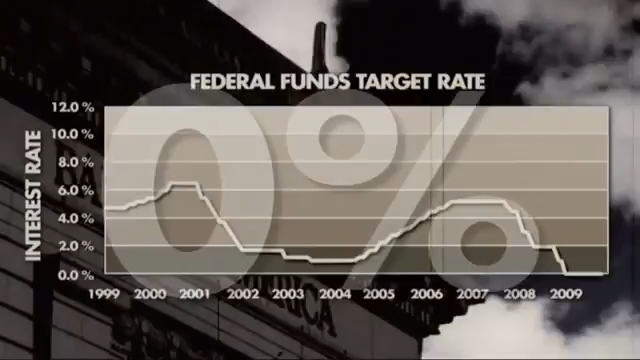 FEDERAL FUNDS TARGET RATE
0%
INTEREST RATE
12.0 %
10.0 %
8.0 %
6.0 %
4.0 %
2.0 %
0.0 %
1999 2000 2001 2002 2003 2004 2005 2006 2007 2008 2009